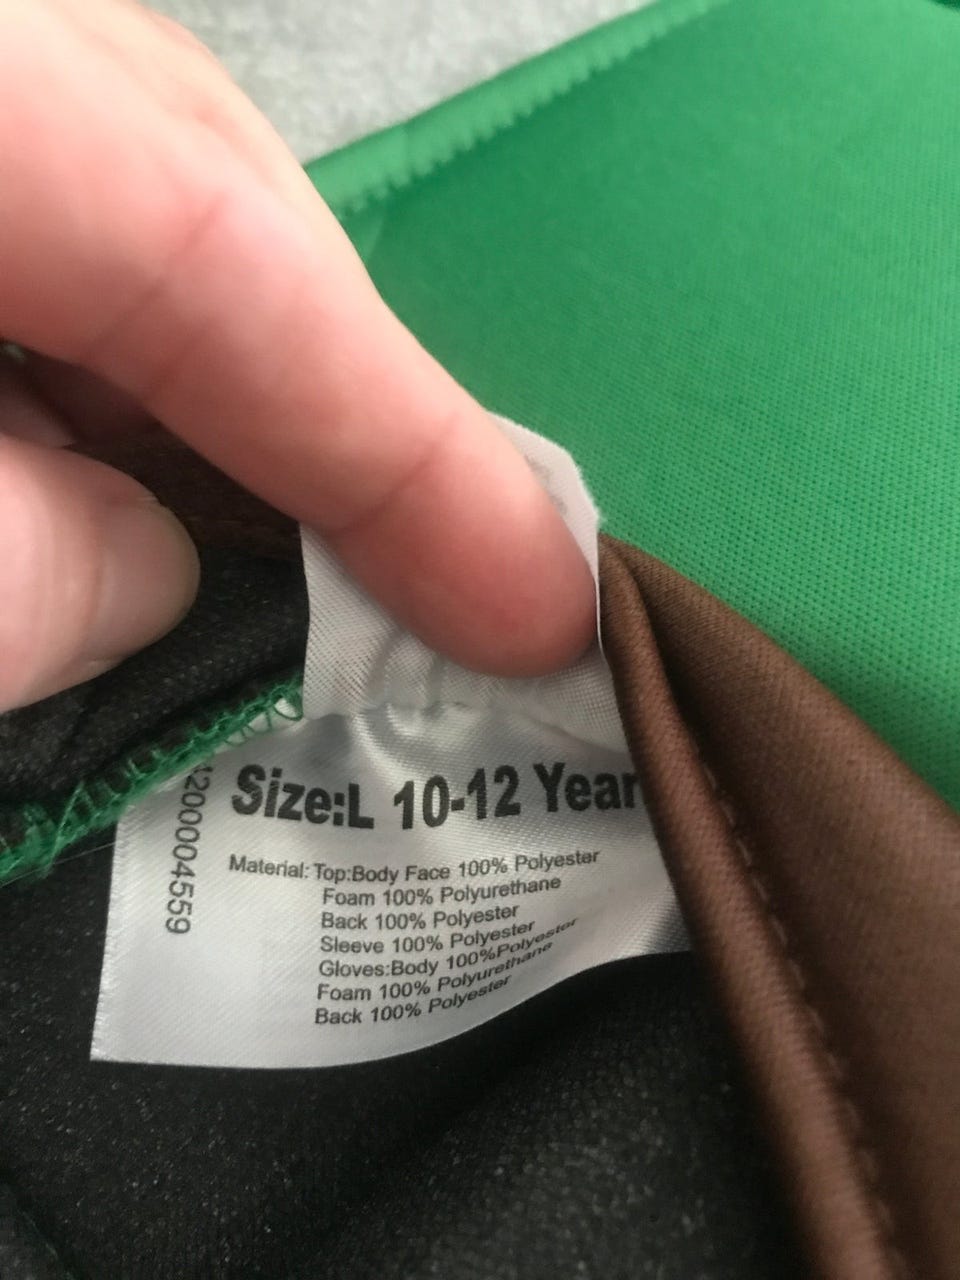 Size:L 10-12 Year
Material: Top:Body Face 100% Polyester
Foam 100% Polyurethane
Back 100% Polyester
Sleeve 100% Polyester
Gloves:Body 100%Polyester
Foam 100% Polyurethane
Back 100% Polyester